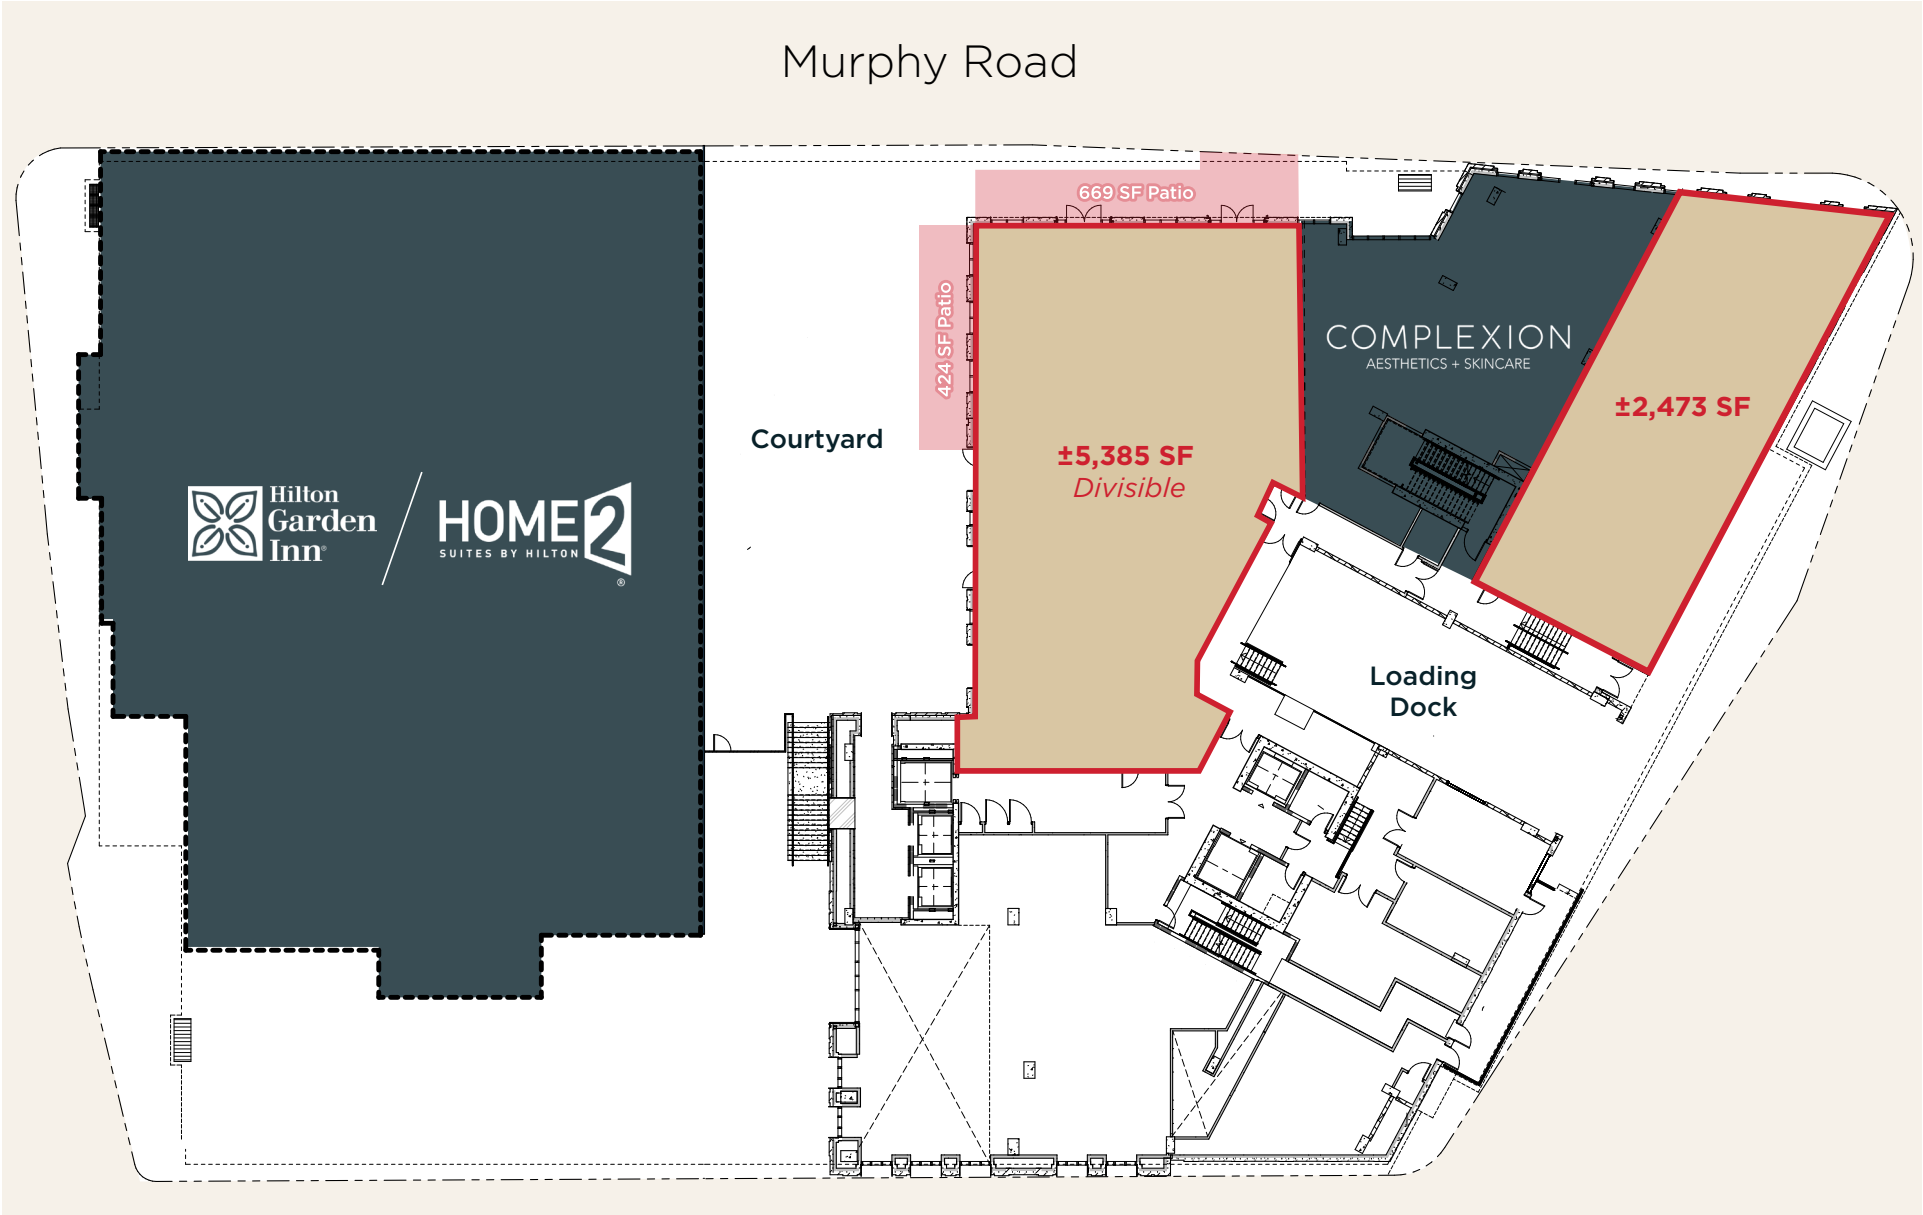 Murphy Road
669 SF Patio
424 SF Patio
COMPLEXION
AESTHETICS + SKINCARE
±2,473 SF
Courtyard
±5,385 SF
Divisible
Hilton
Garden
Inn®
HOME2
SUITES BY HILTON
®
Loading
Dock